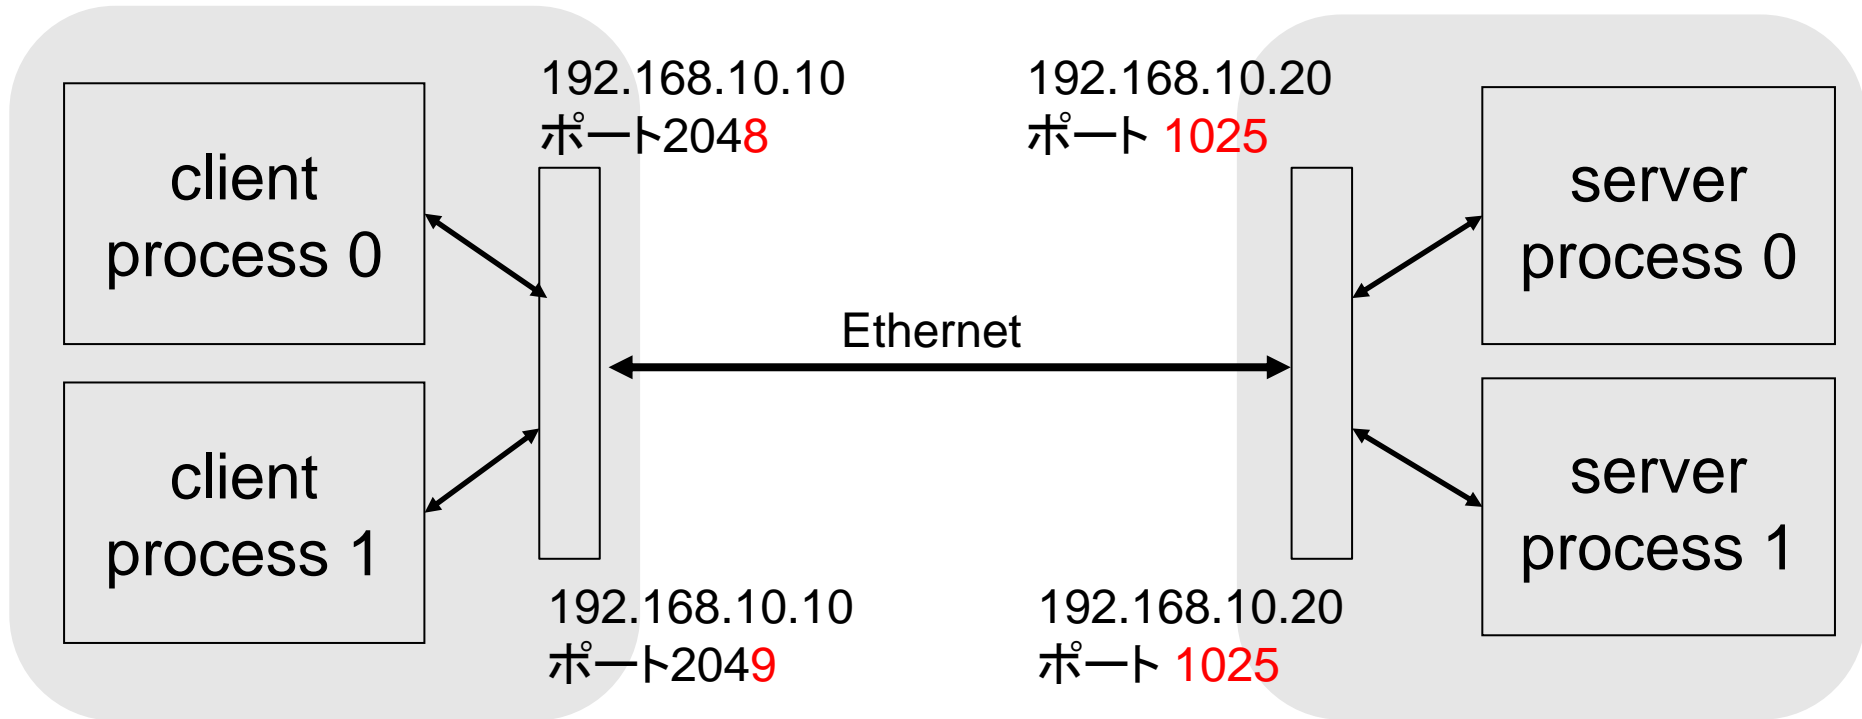 192.168.10.10
ポート2048
192.168.10.20
ポート 1025
client
process 0
server
process 0
Ethernet
client
process 1
server
process 1
192.168.10.10
ポート2049
192.168.10.20
ポート 1025